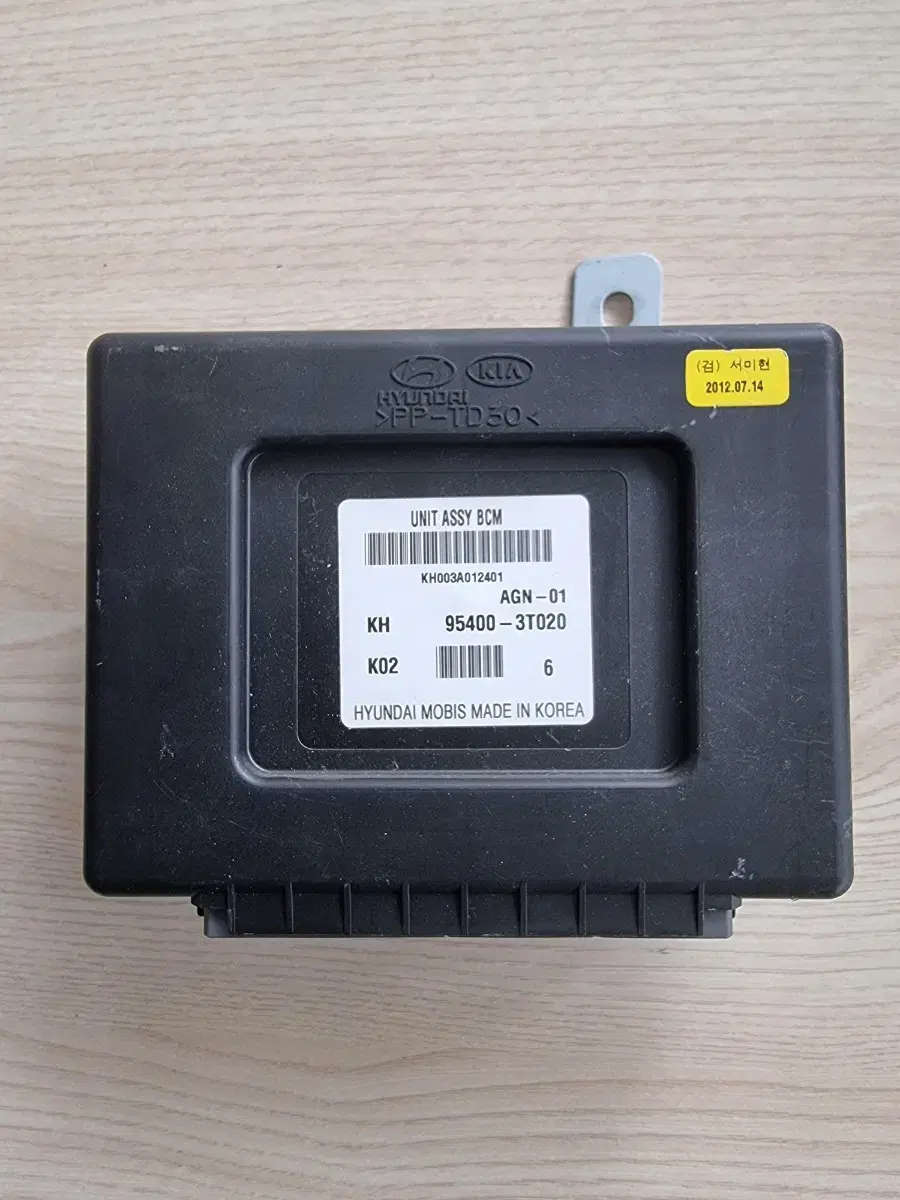 KIA
HYUNDAI
>PP-TD30<
(검) 서미현
2012.07.14
UNIT ASSY BCM
KH003A012401
AGN-01
KH 95400-3T020
K02 6
HYUNDAI MOBIS MADE IN KOREA